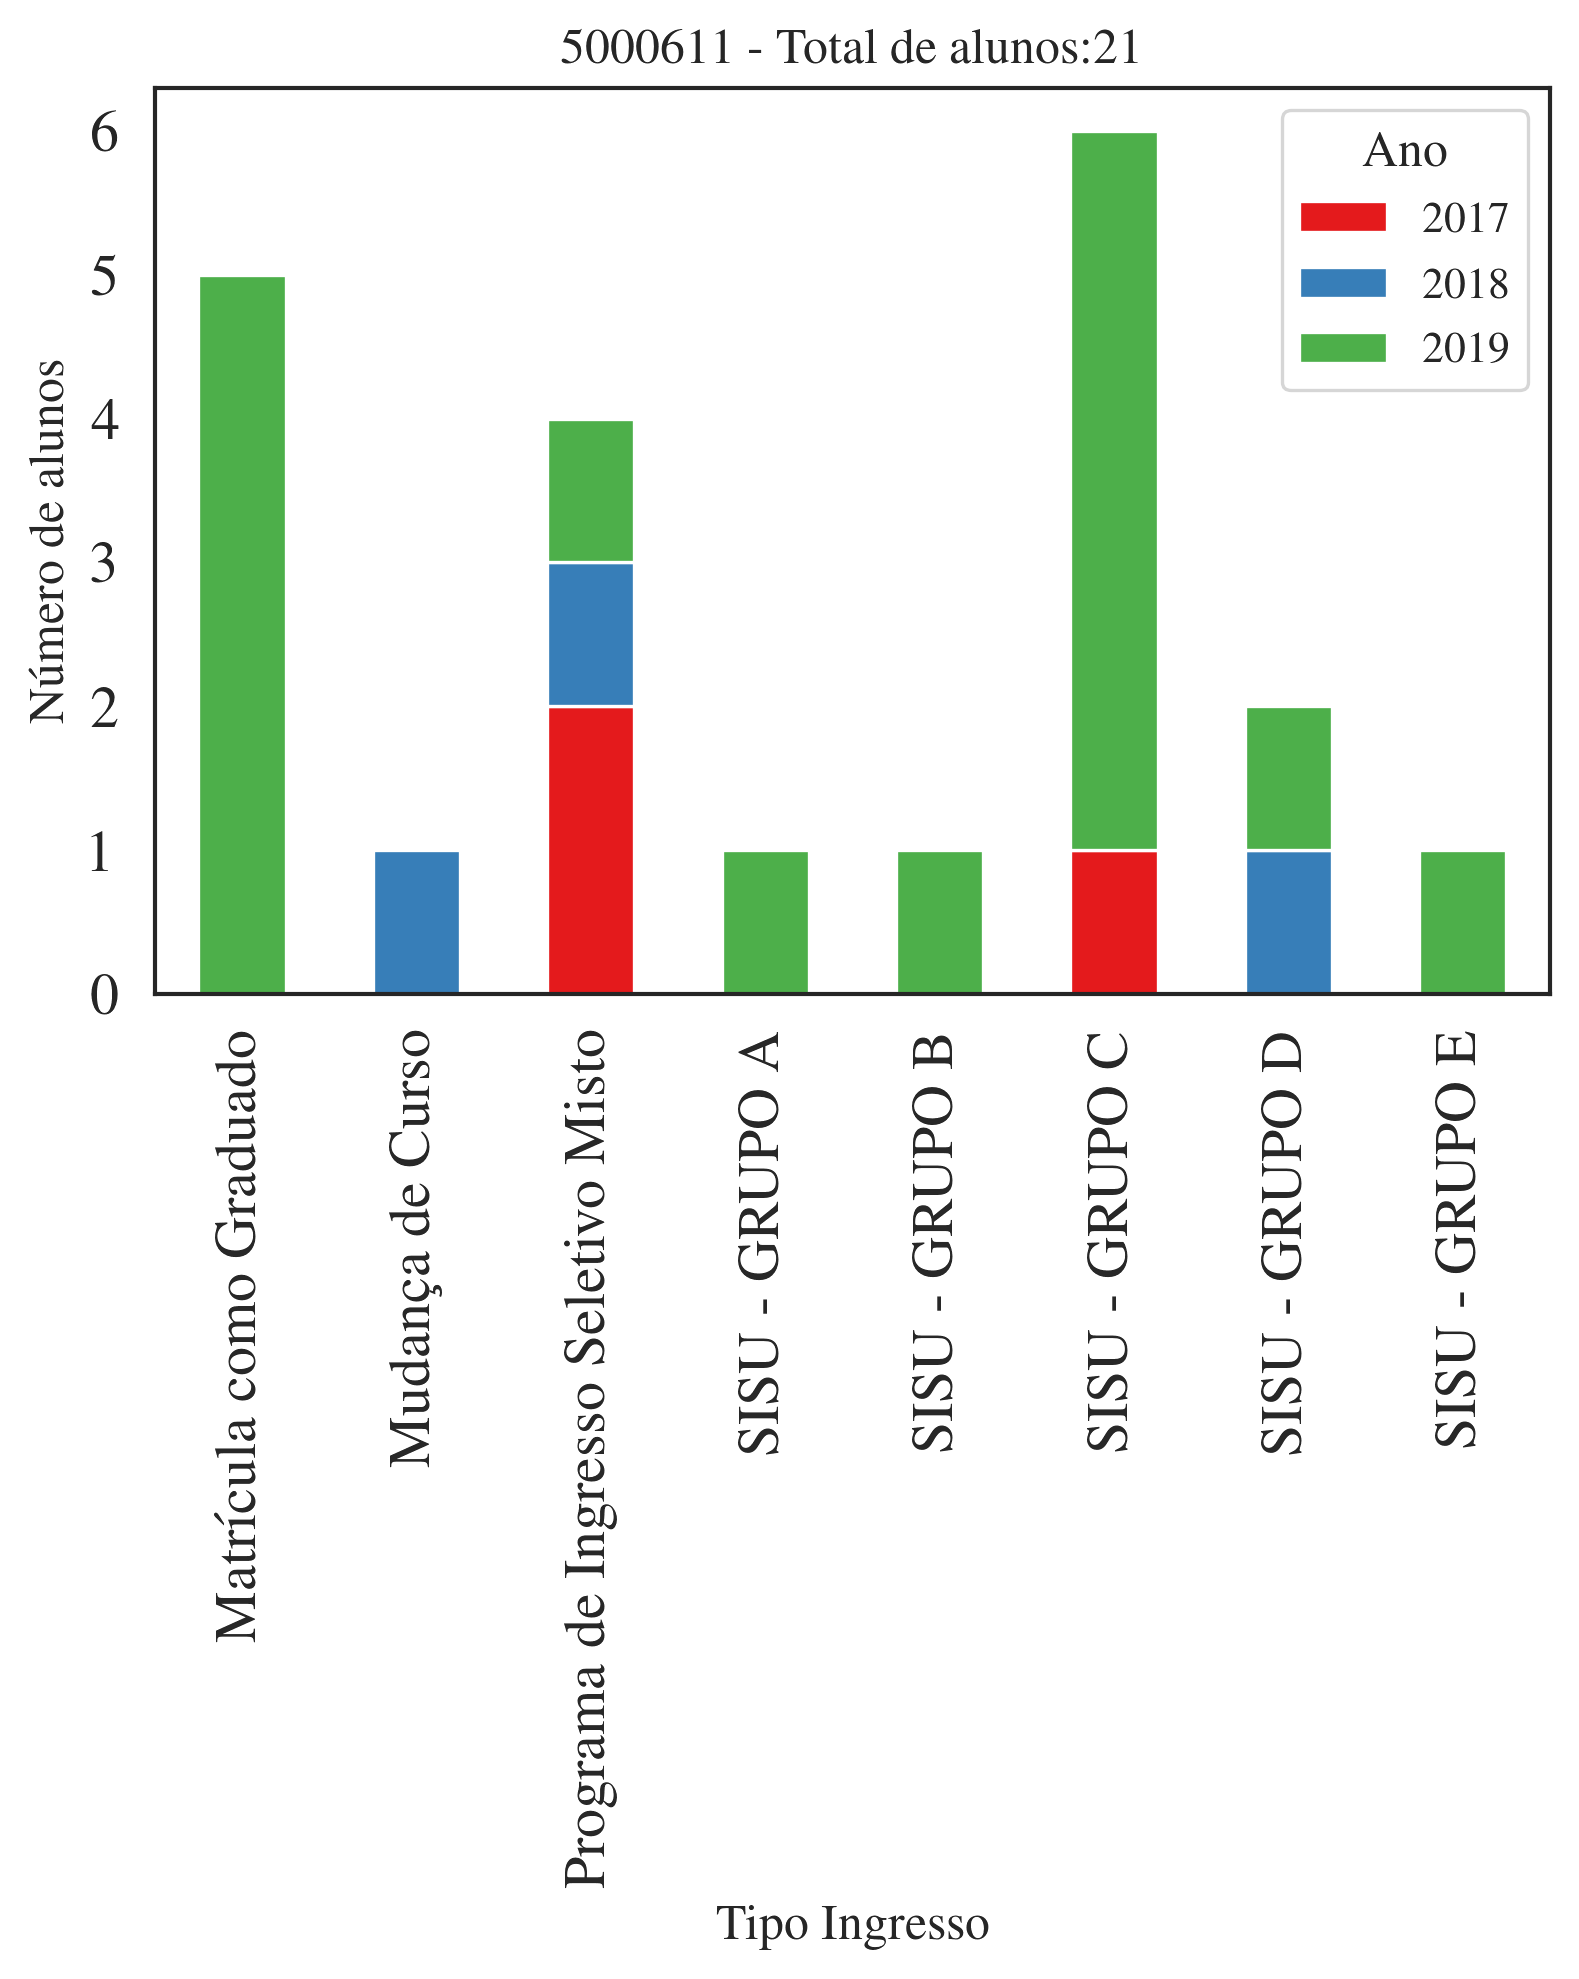 5000611 - Total de alunos:21
Número de alunos
6
5
4
3
2
1
0
Ano
2017
2018
2019
Matrícula como Graduado
Mudança de Curso
Programa de Ingresso Seletivo Misto
SISU - GRUPO A
SISU - GRUPO B
SISU - GRUPO C
SISU - GRUPO D
SISU - GRUPO E
Tipo Ingresso